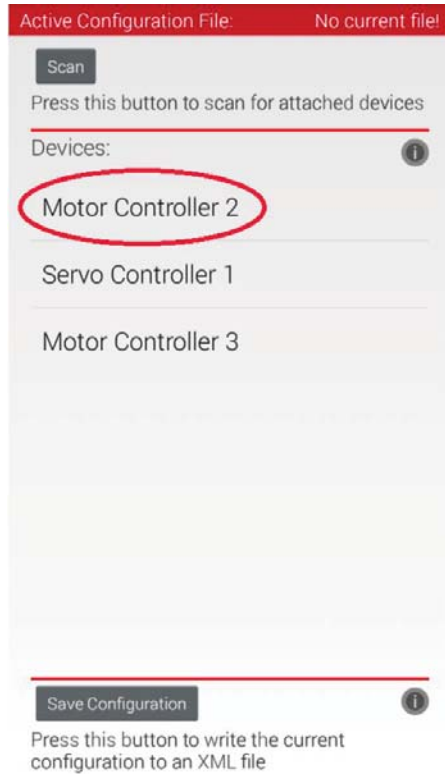 Active Configuration File: No current file!
Scan
Press this button to scan for attached devices
Devices:
Motor Controller 2
Servo Controller 1
Motor Controller 3
Save Configuration
Press this button to write the current
configuration to an XML file